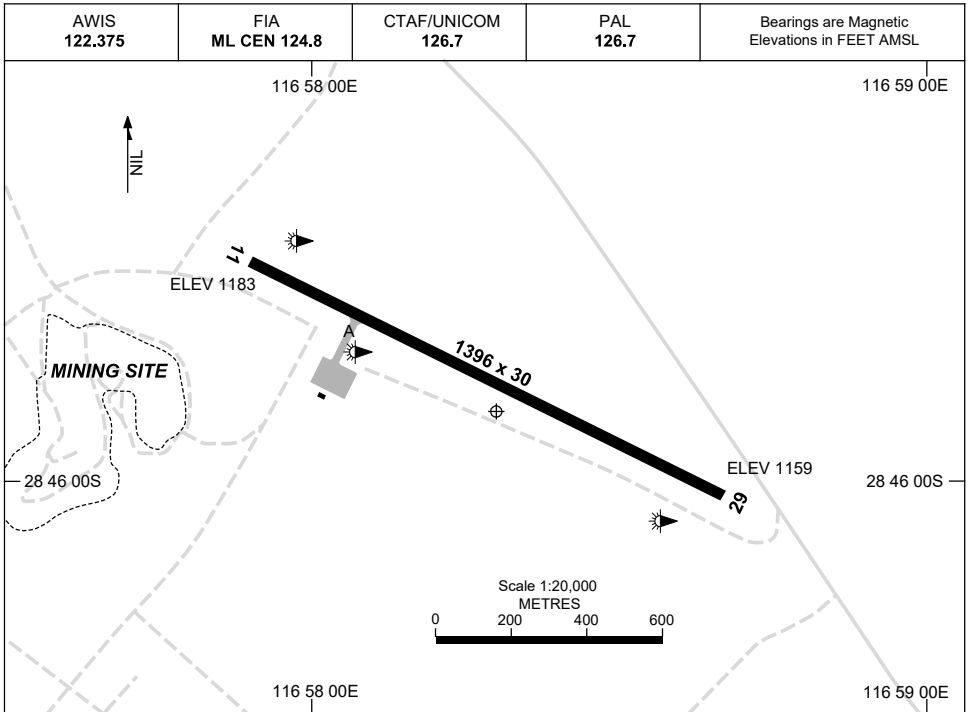 AWIS
122.375
FIA
ML CEN 124.8
CTAF/UNICOM
126.7
PAL
126.7
Bearings are Magnetic
Elevations in FEET AMSL
116 58 00E
116 59 00E
NIL
11
ELEV 1183
A
1396 x 30
MINING SITE
28 46 00S
ELEV 1159
28 46 00S
29
Scale 1:20,000
METRES
0 200 400 600
116 58 00E
116 59 00E